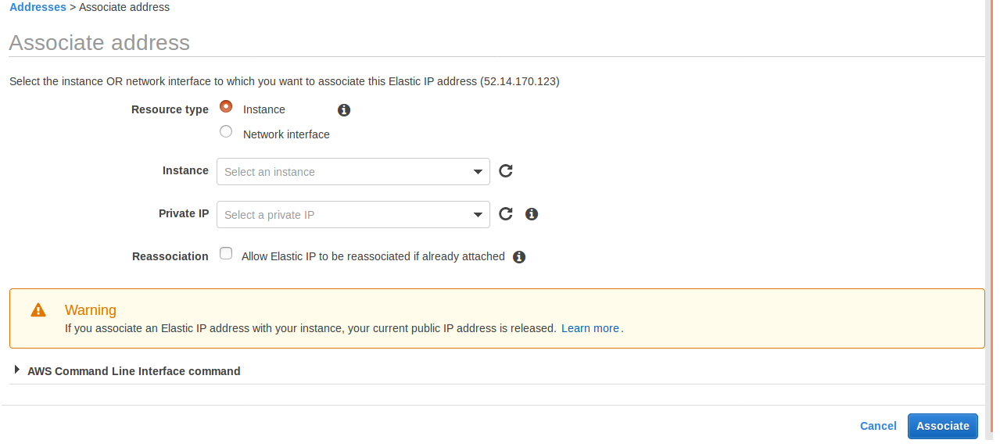 Addresses > Associate address
Associate address
Select the instance OR network interface to which you want to associate this Elastic IP address (52.14.170.123)
Resource type Instance
Network interface
Instance Select an instance
Private IP Select a private IP
Reassociation Allow Elastic IP to be reassociated if already attached
Warning
If you associate an Elastic IP address with your instance, your current public IP address is released. Learn more.
AWS Command Line Interface command
Cancel Associate